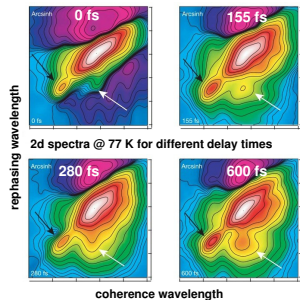 Arcsinh
0 fs
Arcsinh
155 fs
rephasing wavelength
0 fs
155 fs
2d spectra @ 77 K for different delay times
Arcsinh
280 fs
Arcsinh
600 fs
280 fs
600 fs
coherence wavelength